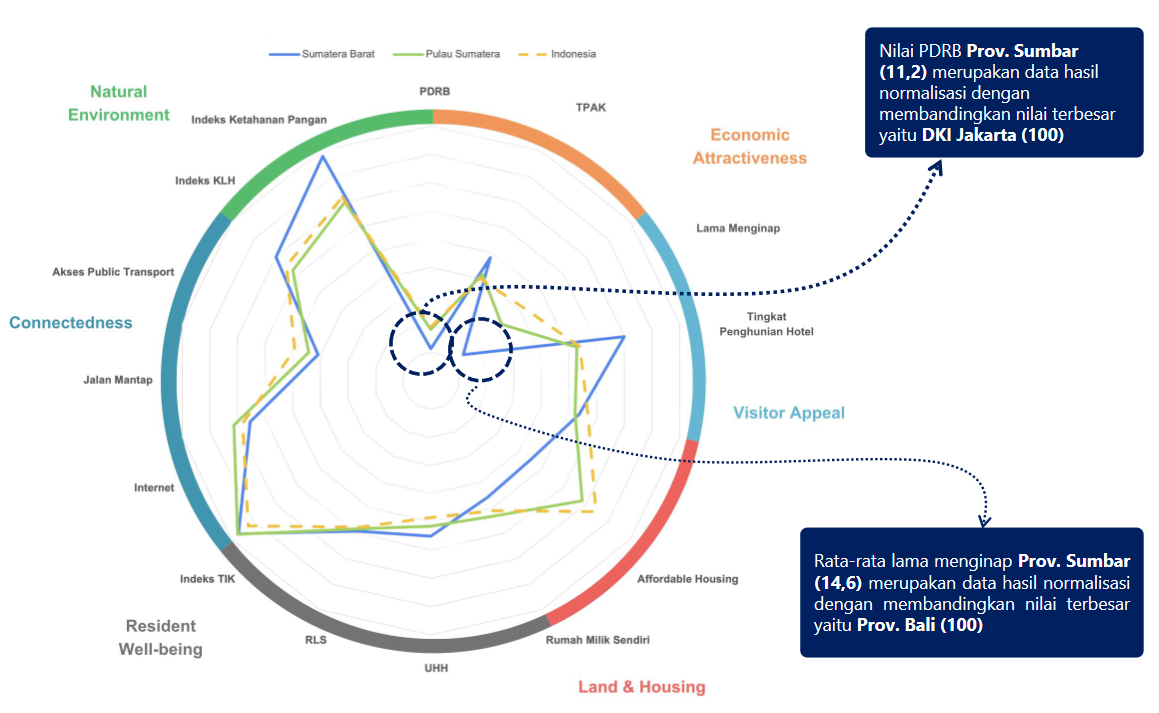 Sumatera Barat
Pulau Sumatera
Indonesia
Natural
Environment
Indeks Ketahanan Pangan
PDRB
TPAK
Economic
Attractiveness
Indeks KLH
Lama Menginap
Akses Public Transport
Tingkat
Penghunian Hotel
Connectedness
Jalan Mantap
Visitor Appeal
Internet
Indeks TIK
Affordable Housing
Resident
Well-being
RLS
UHH
Rumah Milik Sendiri
Land & Housing
Nilai PDRB Prov. Sumbar
(11,2) merupakan data hasil
normalisasi dengan
membandingkan nilai terbesar
yaitu DKI Jakarta (100)
Rata-rata lama menginap Prov. Sumbar
(14,6) merupakan data hasil normalisasi
dengan membandingkan nilai terbesar
yaitu Prov. Bali (100)